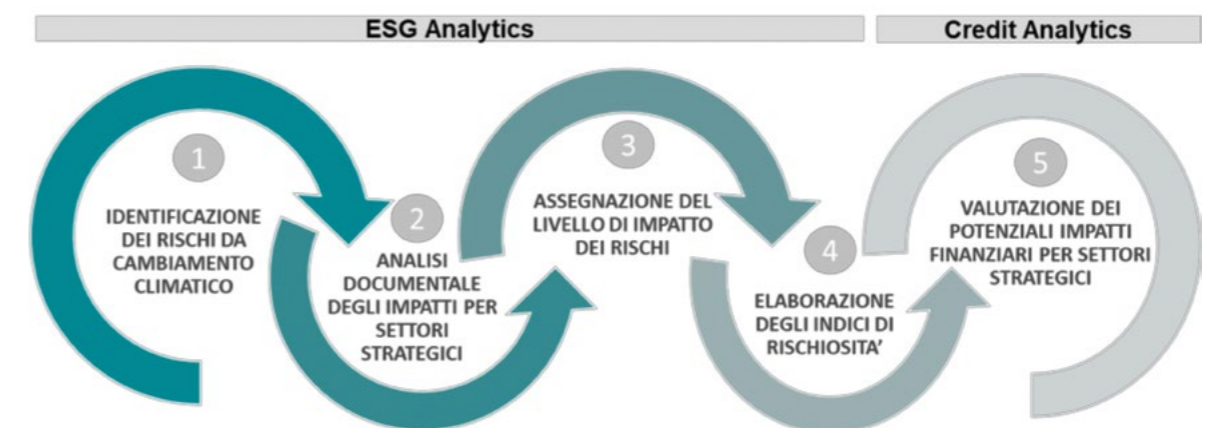 ESG Analytics
Credit Analytics
1
IDENTIFICAZIONE
DEI RISCHI DA
CAMBIAMENTO
CLIMATICO
2
ANALISI
DOCUMENTALE
DEGLI IMPATTI PER
SETTORI
STRATEGICI
3
ASSEGNAZIONE DEL
LIVELLO DI IMPATTO
DEI RISCHI
4
ELABORAZIONE
DEGLI INDICI DI
RISCHIOSITA’
5
VALUTAZIONE DEI
POTENZIALI IMPATTI
FINANZIARI PER SETTORI
STRATEGICI